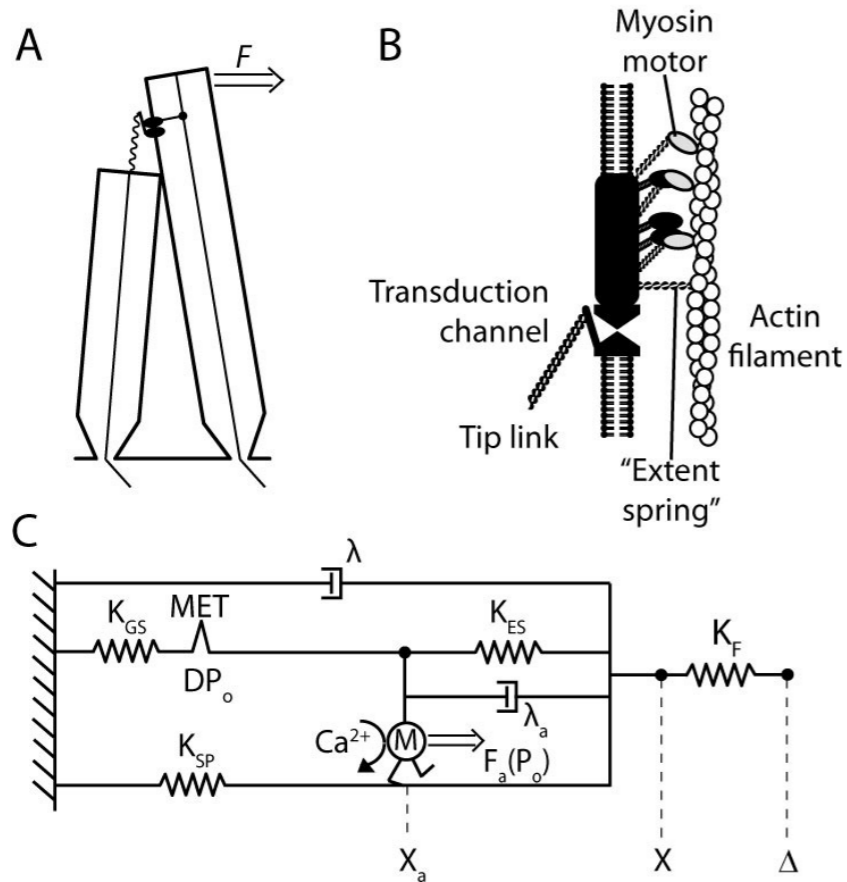 A
F
B
Myosin
motor
Transduction
channel
Tip link
Actin
filament
“Extent
spring”
C
λ
K_GS
MET
DP_o
K_ES
K_F
λ_a
Ca²⁺
M
F_a(P_o)
K_SP
X_a
X
Δ